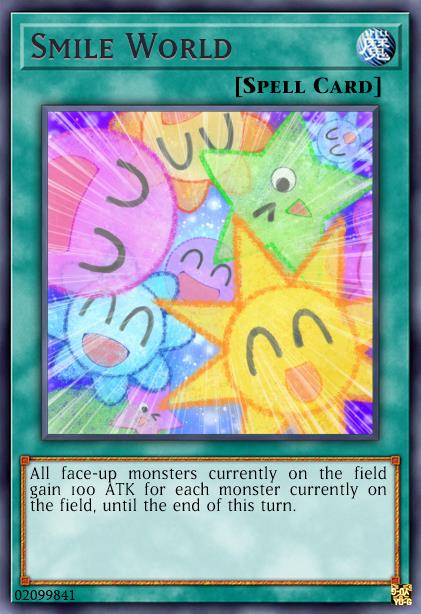 Smile World
魔
[Spell Card]
All face-up monsters currently on the field
gain 100 ATK for each monster currently on
the field, until the end of this turn.
02099841